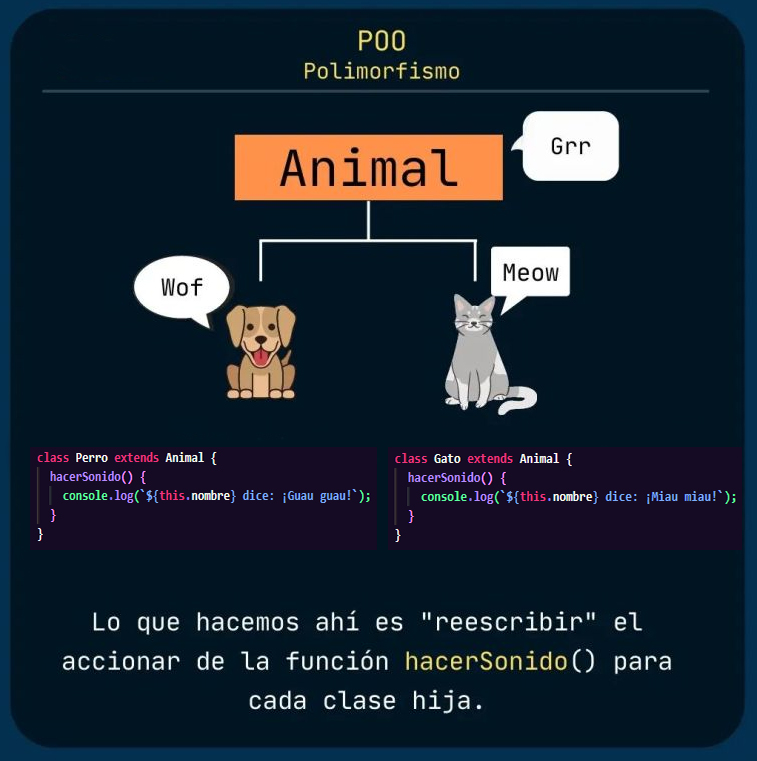 POO
Polimorfismo
Animal
Grr
Wof
Meow
class Perro extends Animal {
hacerSonido() {
console.log(`${this.nombre} dice: ¡Guau guau!`);
}
}
class Gato extends Animal {
hacerSonido() {
console.log(`${this.nombre} dice: ¡Miau miau!`);
}
}
Lo que hacemos ahí es "reescribir" el
accionar de la función hacerSonido() para
cada clase hija.